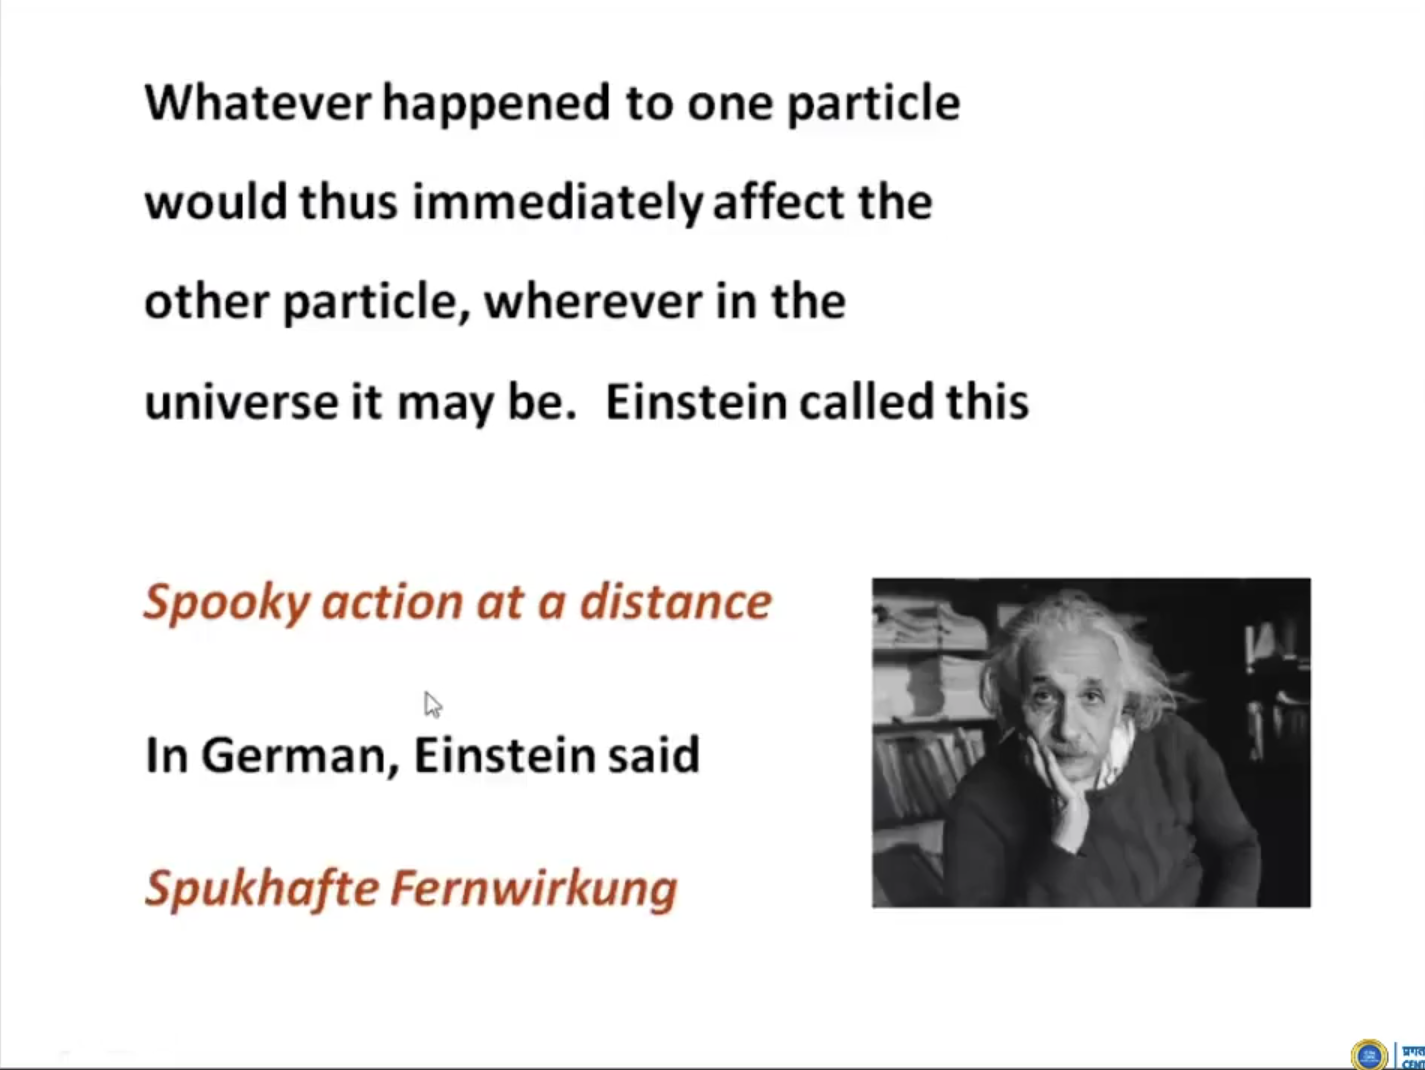 Whatever happened to one particle
would thus immediately affect the
other particle, wherever in the
universe it may be. Einstein called this
Spooky action at a distance
In German, Einstein said
Spukhafte Fernwirkung